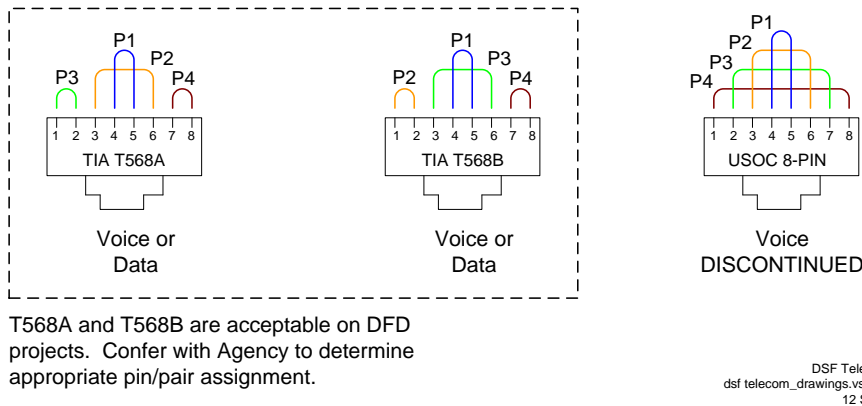 P1
P2
P3
P4
1 2 3 4 5 6 7 8
TIA T568A
Voice or
Data
P1
P3
P2
P4
1 2 3 4 5 6 7 8
TIA T568B
Voice or
Data
P1
P2
P3
P4
1 2 3 4 5 6 7 8
USOC 8-PIN
Voice
DISCONTINUED
T568A and T568B are acceptable on DFD
projects. Confer with Agency to determine
appropriate pin/pair assignment.
DSF Tele
dsf telecom_drawings.vs
12 S